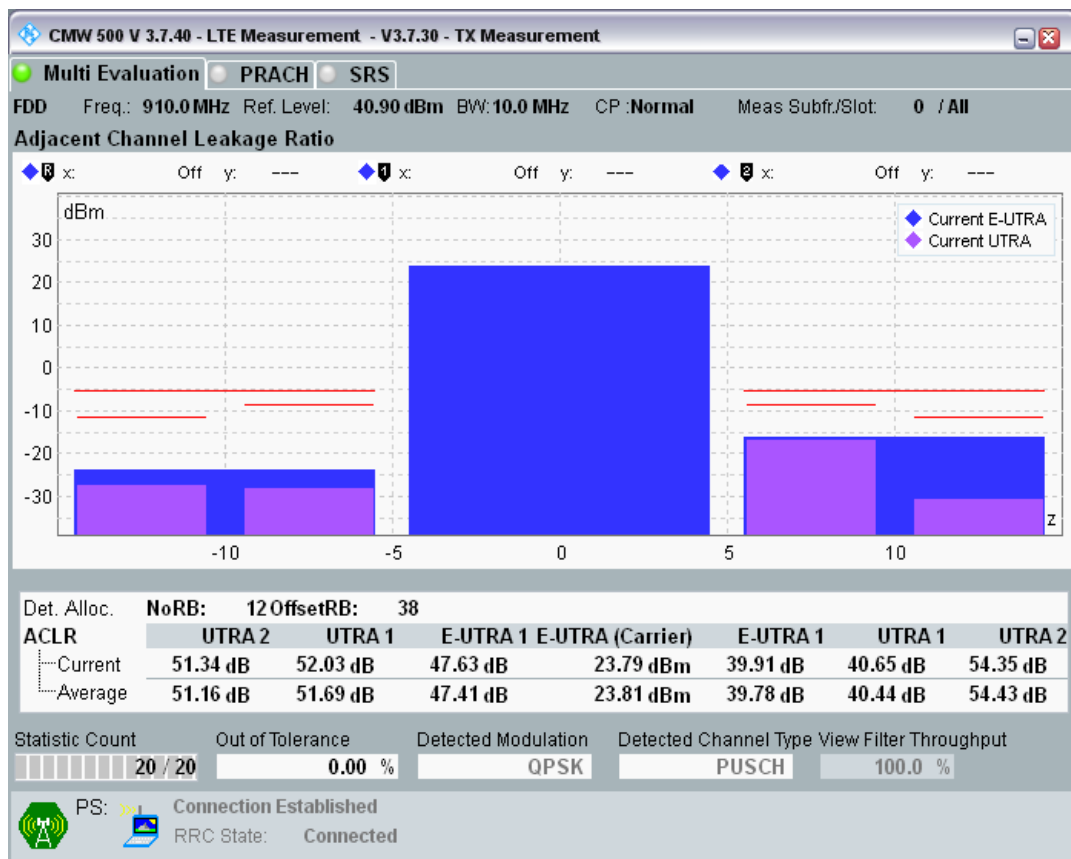 CMW 500 V 3.7.40 - LTE Measurement - V3.7.30 - TX Measurement
Multi Evaluation PRACH SRS
FDD Freq.: 910.0 MHz Ref. Level: 40.90 dBm BW: 10.0 MHz CP :Normal Meas Subfr./Slot: 0 / All
Adjacent Channel Leakage Ratio
R x: Off y: --- 1 x: Off y: --- 2 x: Off y: ---
dBm
Current E-UTRA
Current UTRA
30
20
10
0
-10
-20
-30
z
-10 -5 0 5 10
Det. Alloc. NoRB: 12 OffsetRB: 38
ACLR UTRA 2 UTRA 1 E-UTRA 1 E-UTRA (Carrier) E-UTRA 1 UTRA 1 UTRA 2
Current 51.34 dB 52.03 dB 47.63 dB 23.79 dBm 39.91 dB 40.65 dB 54.35 dB
Average 51.16 dB 51.69 dB 47.41 dB 23.81 dBm 39.78 dB 40.44 dB 54.43 dB
Statistic Count Out of Tolerance Detected Modulation Detected Channel Type View Filter Throughput
20 / 20 0.00 % QPSK PUSCH 100.0 %
PS: Connection Established
RRC State: Connected